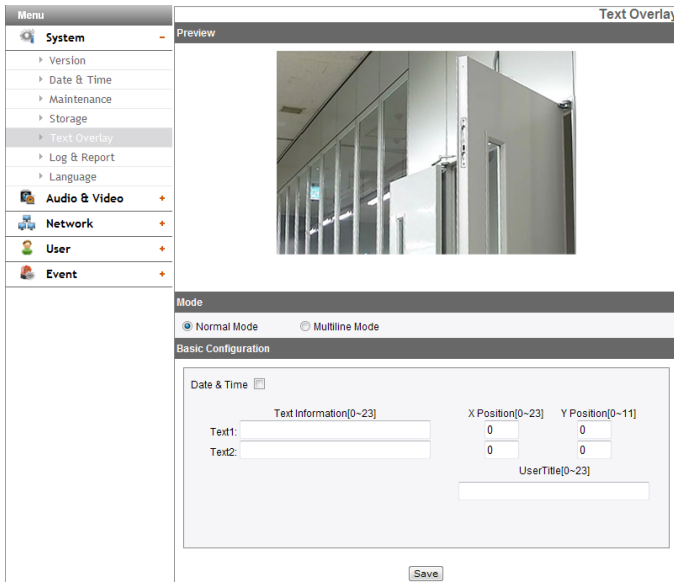 Menu
System -
Version
Date & Time
Maintenance
Storage
Text Overlay
Log & Report
Language
Audio & Video +
Network +
User +
Event +
Text Overlay
Preview
Mode
Normal Mode Multiline Mode
Basic Configuration
Date & Time
Text Information[0~23] X Position[0~23] Y Position[0~11]
Text1: 0 0
Text2: 0 0
UserTitle[0~23]
Save